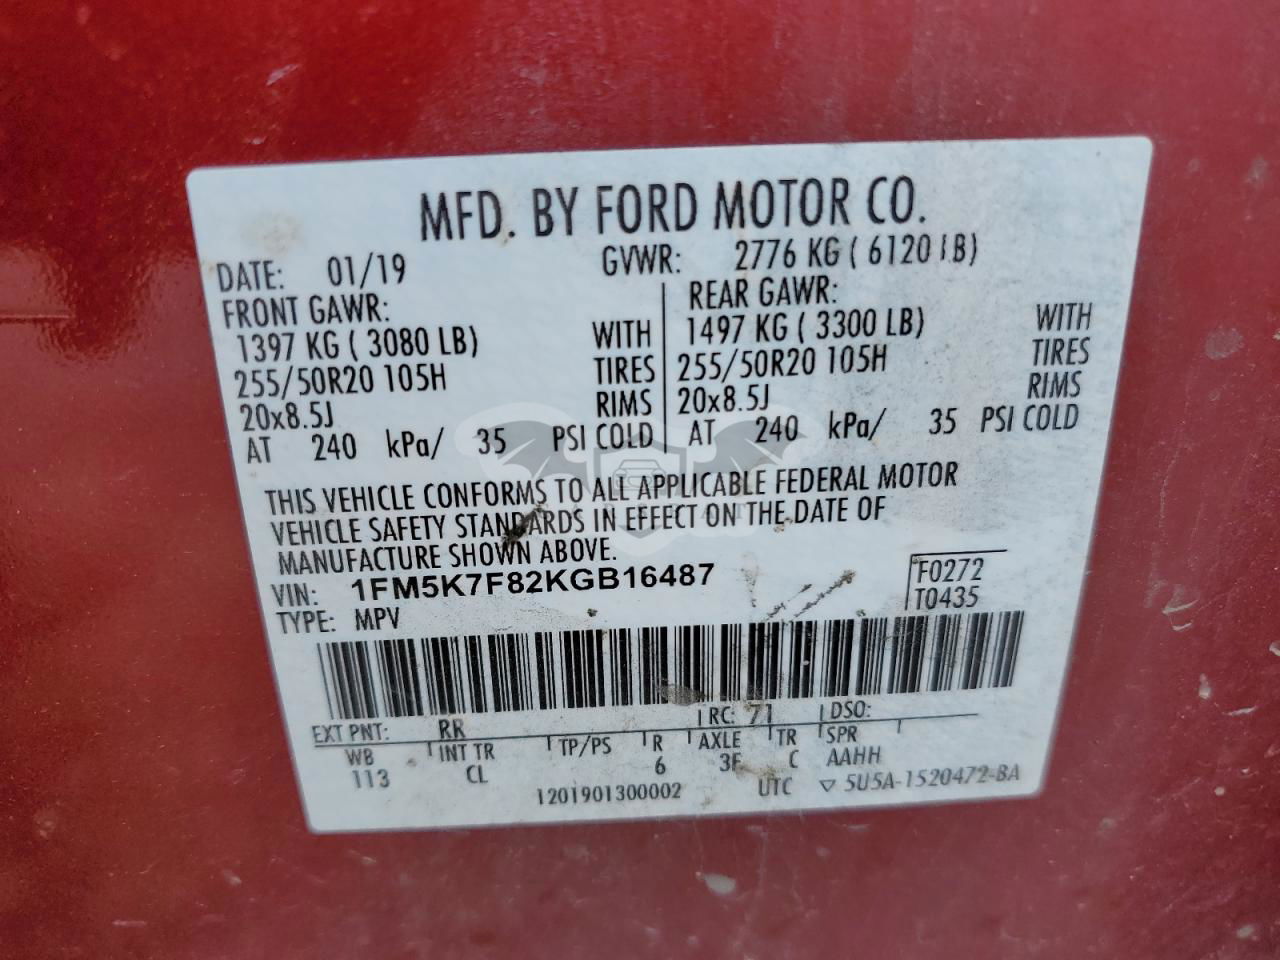 MFD. BY FORD MOTOR CO.
DATE: 01/19 GVWR: 2776 KG ( 6120 LB)
FRONT GAWR: REAR GAWR:
1397 KG ( 3080 LB) WITH 1497 KG ( 3300 LB) WITH
255/50R20 105H TIRES 255/50R20 105H TIRES
20x8.5J RIMS 20x8.5J RIMS
AT 240 kPa/ 35 PSI COLD AT 240 kPa/ 35 PSI COLD
THIS VEHICLE CONFORMS TO ALL APPLICABLE FEDERAL MOTOR
VEHICLE SAFETY STANDARDS IN EFFECT ON THE DATE OF
MANUFACTURE SHOWN ABOVE.
VIN: 1FM5K7F82KGB16487 F0272
TYPE: MPV T0435
EXT PNT: RR RC: 71 DSO:
WB INT TR TP/PS R AXLE TR SPR
113 CL 6 3F C AAHH
1201901300002 UTC ▽ 5U5A-1520472-BA